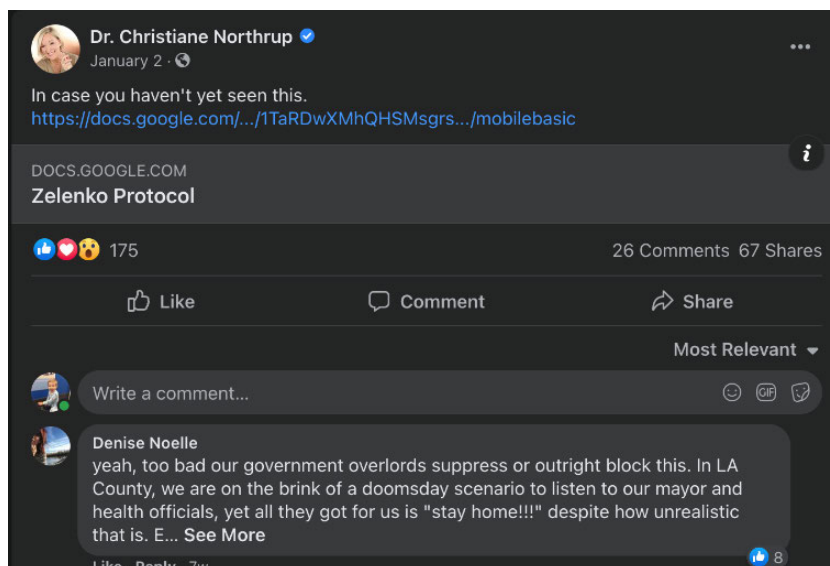 Dr. Christiane Northrup
January 2 ·
In case you haven't yet seen this.
https://docs.google.com/.../1TaRDwXMhQHSMsgrs.../mobilebasic
DOCS.GOOGLE.COM
Zelenko Protocol
175
26 Comments 67 Shares
Like Comment Share
Most Relevant
Write a comment...
GIF
Denise Noelle
yeah, too bad our government overlords suppress or outright block this. In LA
County, we are on the brink of a doomsday scenario to listen to our mayor and
health officials, yet all they got for us is "stay home!!!" despite how unrealistic
that is. E... See More
8
Like · Reply · 7w